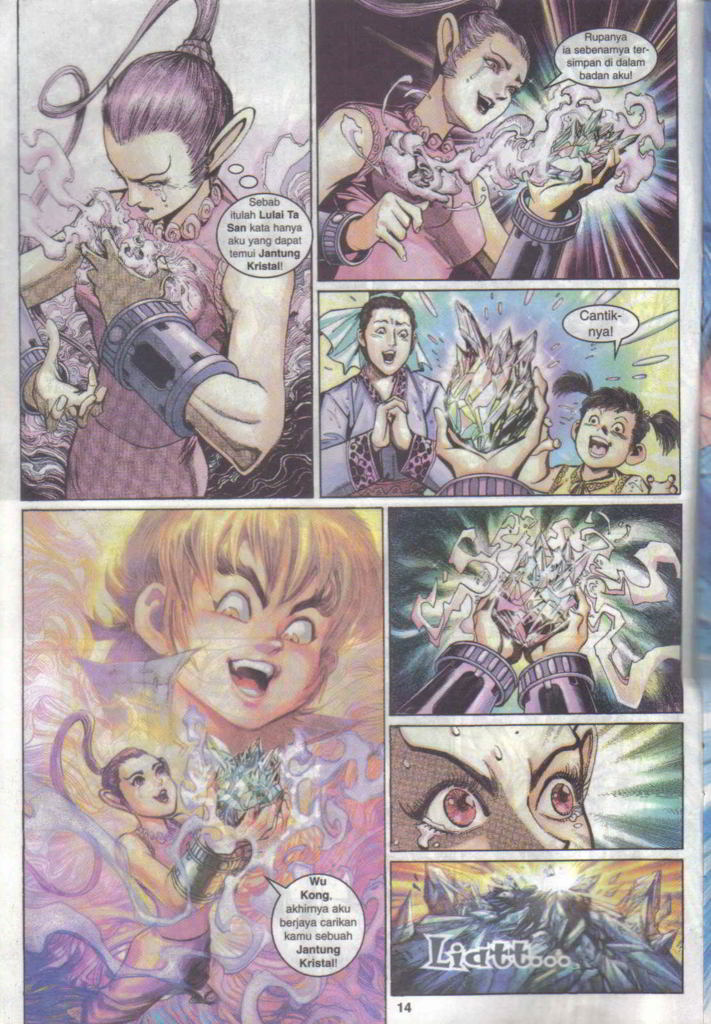 Sebab
itulah Lulai Ta
San kata hanya
aku yang dapat
temui Jantung
Kristal!
Rupanya
ia sebenarnya ter-
simpan di dalam
badan aku!
Cantik-
nya!
Wu
Kong,
akhirnya aku
berjaya carikan
kamu sebuah
Jantung
Kristal!
Liatt...
14